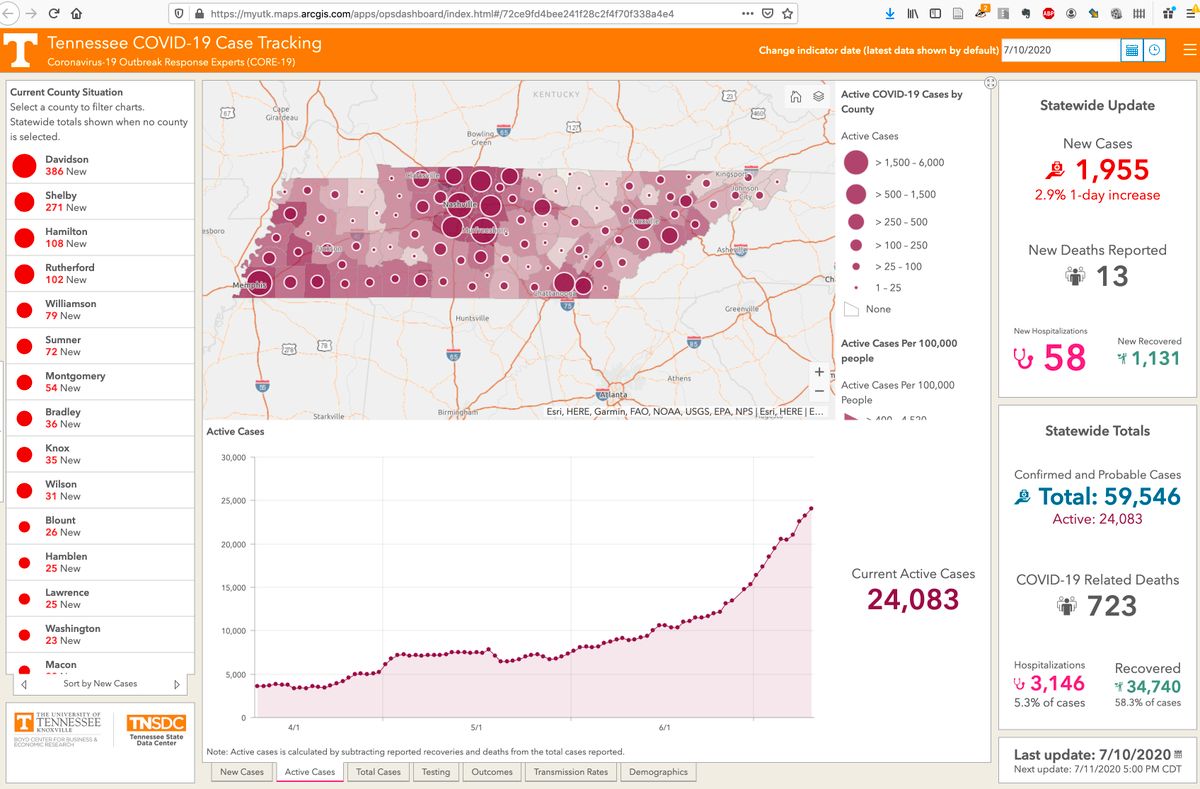 https://myutk.maps.arcgis.com/apps/opsdashboard/index.html#/72ce9fd4bee241f28c2f4f70f338a4e4
2
ABP
T
Tennessee COVID-19 Case Tracking
Coronavirus-19 Outbreak Response Experts (CORE-19)
Change indicator date (latest data shown by default)
7/10/2020
Current County Situation
Select a county to filter charts.
Statewide totals shown when no county
is selected.
Davidson
386 New
Shelby
271 New
Hamilton
108 New
Rutherford
102 New
Williamson
79 New
Sumner
72 New
Montgomery
54 New
Bradley
36 New
Knox
35 New
Wilson
31 New
Blount
26 New
Hamblen
25 New
Lawrence
25 New
Washington
23 New
Macon
Sort by New Cases
T
THE UNIVERSITY OF
TENNESSEE
KNOXVILLE
BOYD CENTER FOR BUSINESS &
ECONOMIC RESEARCH
TNSDC
Tennessee State
Data Center
KENTUCKY
Cape
Girardeau
Bowling
Green
Clarksville
Nashville
Murfreesboro
Kingsport
Johnson
City
Knoxville
esboro
Jackson
Memphis
Chattanooga
Asheville
Ch
Huntsville
Greenville
Athens
Atlanta
Starkville
Birmingham
Esri, HERE, Garmin, FAO, NOAA, USGS, EPA, NPS | Esri, HERE | E...
Active COVID-19 Cases by
County
Active Cases
> 1,500 – 6,000
> 500 – 1,500
> 250 – 500
> 100 – 250
> 25 – 100
1 – 25
None
Active Cases Per 100,000
people
Active Cases Per 100,000
People
Active Cases
30,000
25,000
20,000
15,000
10,000
5,000
0
4/1
5/1
6/1
Current Active Cases
24,083
Note: Active cases is calculated by subtracting reported recoveries and deaths from the total cases reported.
New Cases
Active Cases
Total Cases
Testing
Outcomes
Transmission Rates
Demographics
Statewide Update
New Cases
1,955
2.9% 1-day increase
New Deaths Reported
13
New Hospitalizations
58
New Recovered
1,131
Statewide Totals
Confirmed and Probable Cases
Total: 59,546
Active: 24,083
COVID-19 Related Deaths
723
Hospitalizations
3,146
5.3% of cases
Recovered
34,740
58.3% of cases
Last update: 7/10/2020
Next update: 7/11/2020 5:00 PM CDT